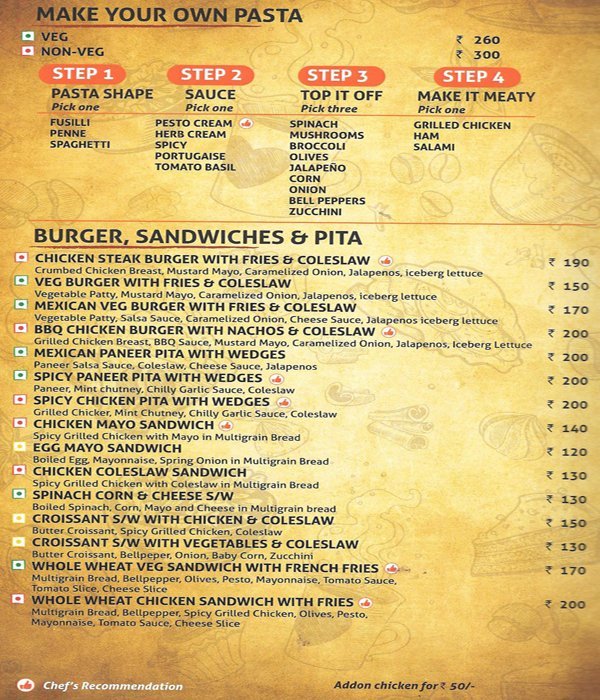 MAKE YOUR OWN PASTA
VEG ₹ 260
NON-VEG ₹ 300
STEP 1 STEP 2 STEP 3 STEP 4
PASTA SHAPE SAUCE TOP IT OFF MAKE IT MEATY
Pick one Pick one Pick three Pick one
FUSILLI PESTO CREAM SPINACH GRILLED CHICKEN
PENNE HERB CREAM MUSHROOMS HAM
SPAGHETTI SPICY BROCCOLI SALAMI
PORTUGAISE OLIVES
TOMATO BASIL JALAPEÑO
CORN
ONION
BELL PEPPERS
ZUCCHINI
BURGER, SANDWICHES & PITA
CHICKEN STEAK BURGER WITH FRIES & COLESLAW ₹ 190
Crumbed Chicken Breast, Mustard Mayo, Caramelized Onion, Jalapenos, iceberg lettuce
VEG BURGER WITH FRIES & COLESLAW ₹ 150
Vegetable Patty, Mustard Mayo, Caramelized Onion, Jalapenos, iceberg lettuce
MEXICAN VEG BURGER WITH FRIES & COLESLAW ₹ 170
Vegetable Patty, Salsa Sauce, Caramelized Onion, Cheese Sauce, Jalapenos iceberg lettuce
BBQ CHICKEN BURGER WITH NACHOS & COLESLAW ₹ 200
Grilled Chicken Breast, BBQ Sauce, Mustard Mayo, Caramelized Onion, Jalapenos, Iceberg Lettuce
MEXICAN PANEER PITA WITH WEDGES ₹ 200
Paneer Salsa Sauce, Coleslaw, Cheese Sauce, Jalapenos
SPICY PANEER PITA WITH WEDGES ₹ 200
Paneer, Mint chutney, Chilly Garlic Sauce, Coleslaw
SPICY CHICKEN PITA WITH WEDGES ₹ 200
Grilled Chicker, Mint Chutney, Chilly Garlic Sauce, Coleslaw
CHICKEN MAYO SANDWICH ₹ 140
Spicy Grilled Chicken with Mayo in Multigrain Bread
EGG MAYO SANDWICH ₹ 120
Boiled Egg, Mayonnaise, Spring Onion in Multigrain Bread
CHICKEN COLESLAW SANDWICH ₹ 130
Spicy Grilled Chicken with Coleslaw in Multigrain Bread
SPINACH CORN & CHEESE S/W ₹ 130
Boiled Spinach, Corn, Mayo and Cheese in Multigrain bread
CROISSANT S/W WITH CHICKEN & COLESLAW ₹ 150
Butter Croissant, Spicy Grilled Chicken, Coleslaw
CROISSANT S/W WITH VEGETABLES & COLESLAW ₹ 130
Butter Croissant, Bellpeper, Onion, Baby Corn, Zucchini
WHOLE WHEAT VEG SANDWICH WITH FRENCH FRIES ₹ 170
Multigrain Bread, Bellpepper, Olives, Pesto, Mayonnaise, Tomato Sauce,
Tomato Slice, Cheese Slice
WHOLE WHEAT CHICKEN SANDWICH WITH FRIES ₹ 200
Multigrain Bread, Bellpepper, Spicy Grilled Chicken, Olives, Pesto,
Mayonnaise, Tomato Sauce, Cheese Slice
Chef's Recommendation Addon chicken for ₹ 50/-